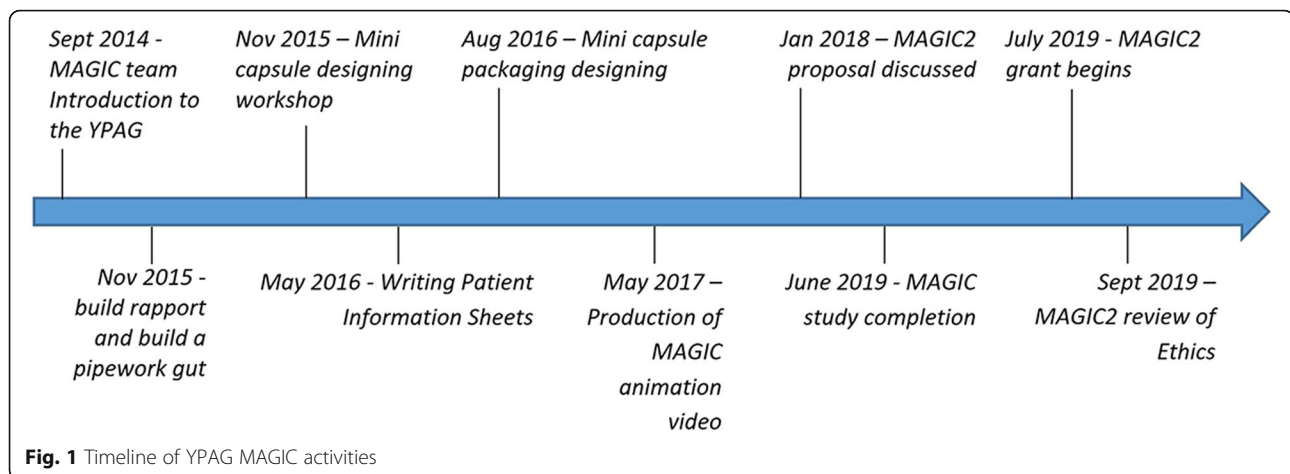 Sept 2014 -
MAGIC team
Introduction to
the YPAG
Nov 2015 – Mini
capsule designing
workshop
Aug 2016 – Mini capsule
packaging designing
Jan 2018 – MAGIC2
proposal discussed
July 2019 - MAGIC2
grant begins
Nov 2015 -
build rapport
and build a
pipework gut
May 2016 - Writing Patient
Information Sheets
May 2017 –
Production of
MAGIC
animation
video
June 2019 - MAGIC
study completion
Sept 2019 –
MAGIC2 review of
Ethics
Fig. 1 Timeline of YPAG MAGIC activities